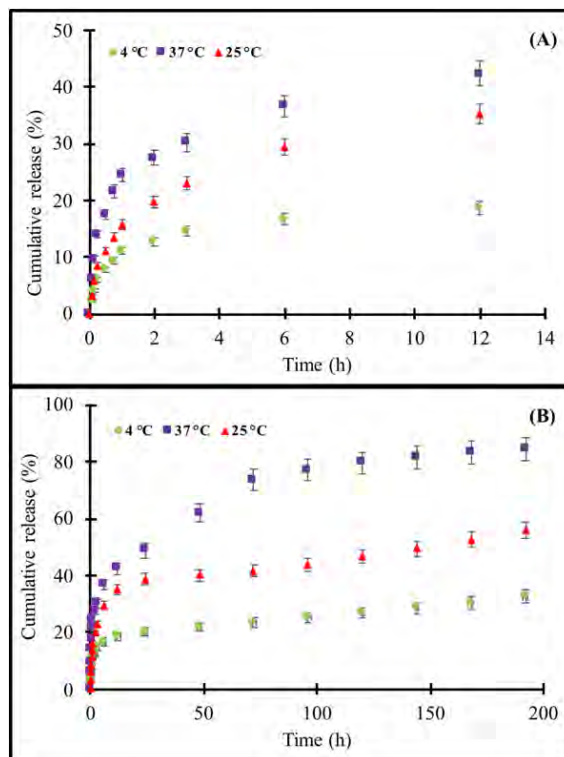 (A)
4 °C 37 °C 25 °C
Cumulative release (%)
50
40
30
20
10
0
0 2 4 6 8 10 12 14
Time (h)
(B)
4 °C 37 °C 25 °C
Cumulative release (%)
100
80
60
40
20
0
0 50 100 150 200
Time (h)